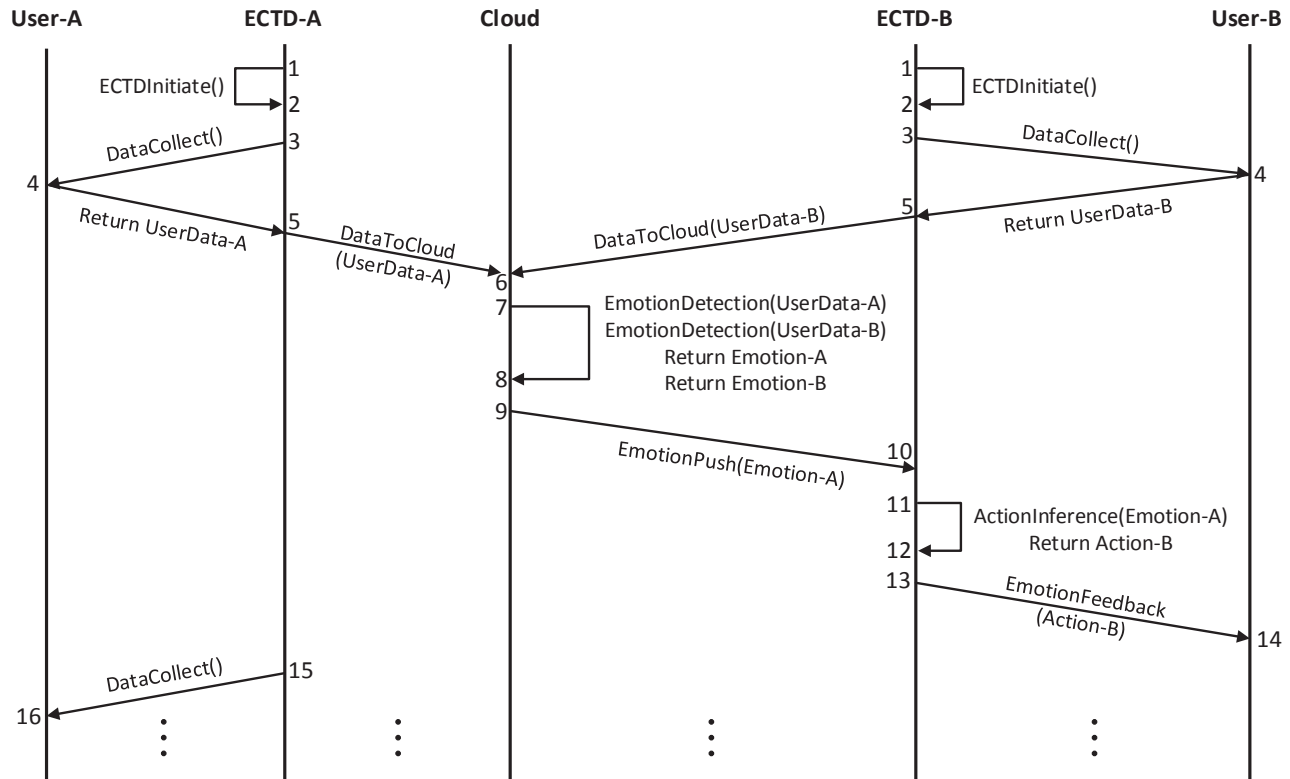 User-A
ECTD-A
Cloud
ECTD-B
User-B
1
ECTDInitiate()
2
1
ECTDInitiate()
2
3
DataCollect()
4
3
DataCollect()
4
Return UserData-A
5
DataToCloud
(UserData-A)
5
Return UserData-B
DataToCloud(UserData-B)
6
7
EmotionDetection(UserData-A)
EmotionDetection(UserData-B)
Return Emotion-A
Return Emotion-B
8
9
EmotionPush(Emotion-A)
10
11
ActionInference(Emotion-A)
Return Action-B
12
13
EmotionFeedback
(Action-B)
14
DataCollect()
15
16